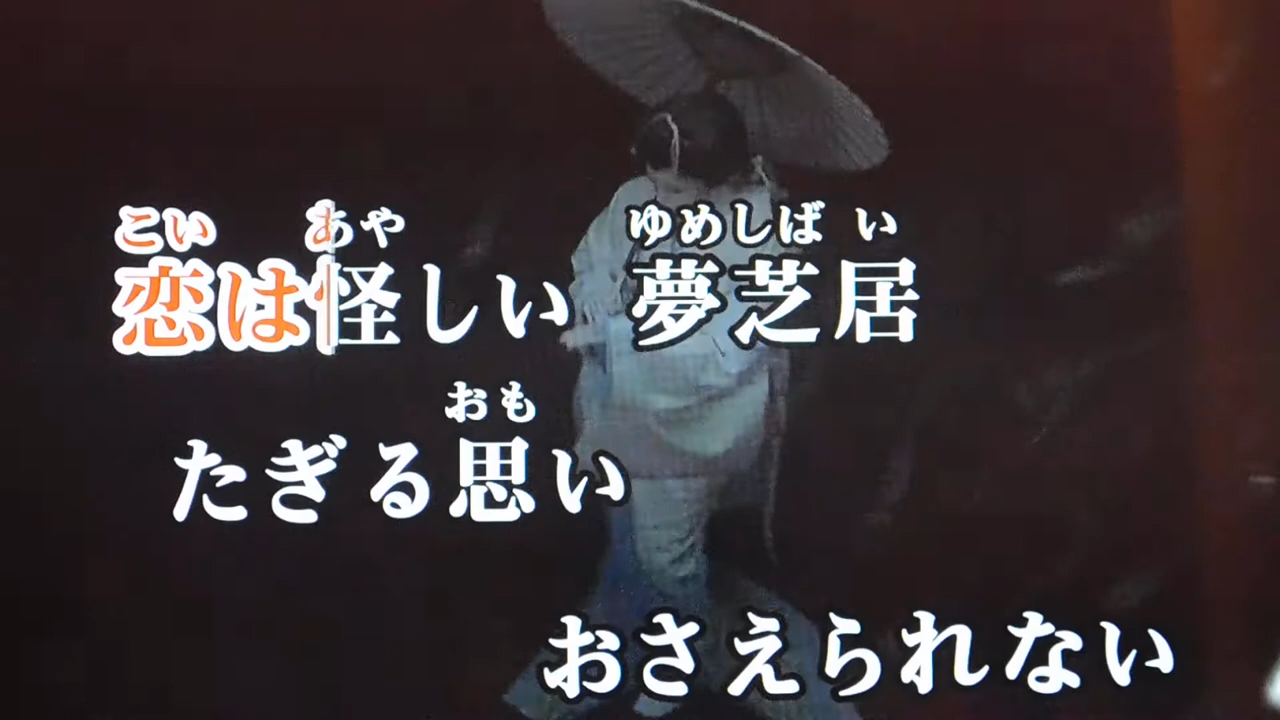 こい あや ゆめしばい
恋は怪しい 夢芝居
おも
たぎる思い
おさえられない